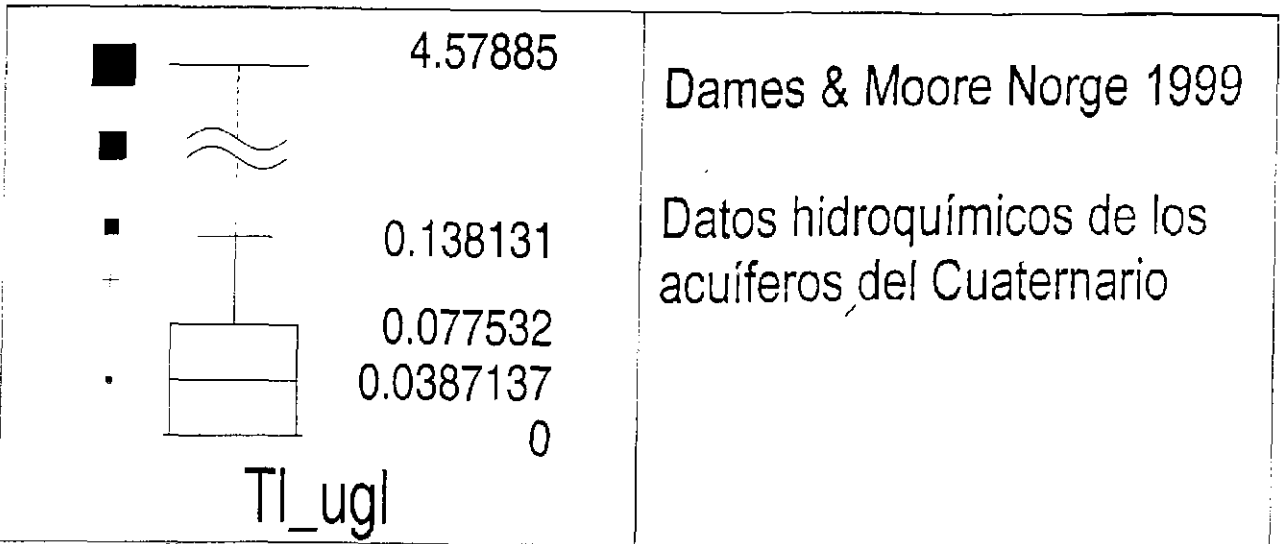 4.57885
0.138131
0.077532
0.0387137
0
Tl_ugl
Dames & Moore Norge 1999
Datos hidroquímicos de los
acuíferos del Cuaternario